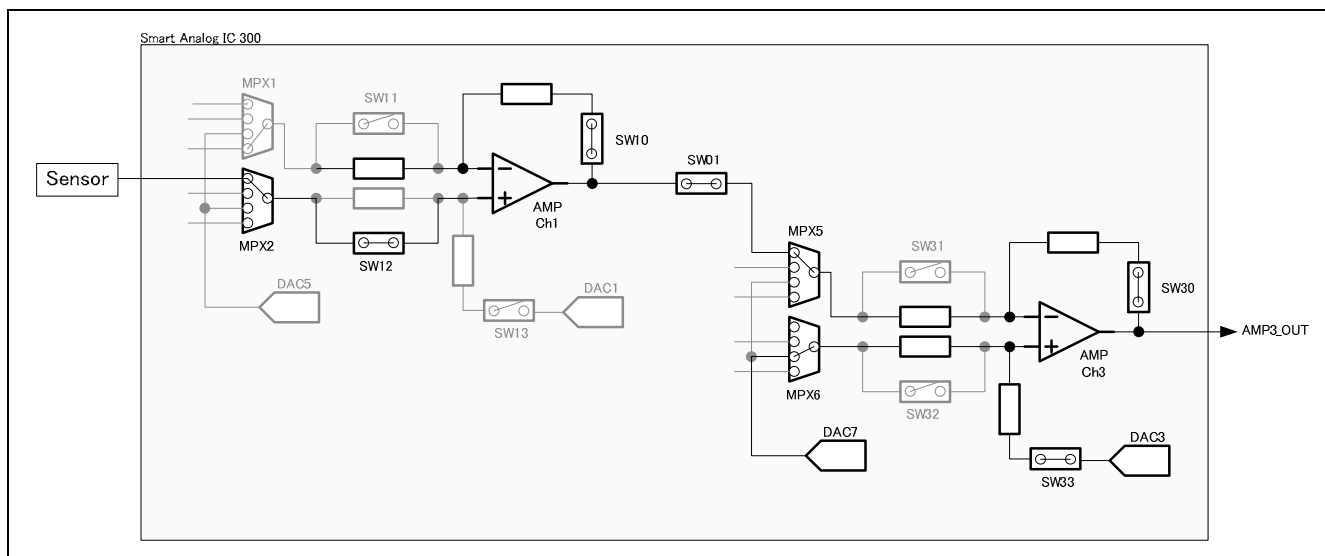 Smart Analog IC 300
MPX1
SW11
SW10
SW01
Sensor
AMP
Ch1
MPX2
SW12
MPX5
SW31
DAC5
DAC1
SW13
SW30
AMP3_OUT
AMP
Ch3
MPX6
SW32
DAC7
DAC3
SW33